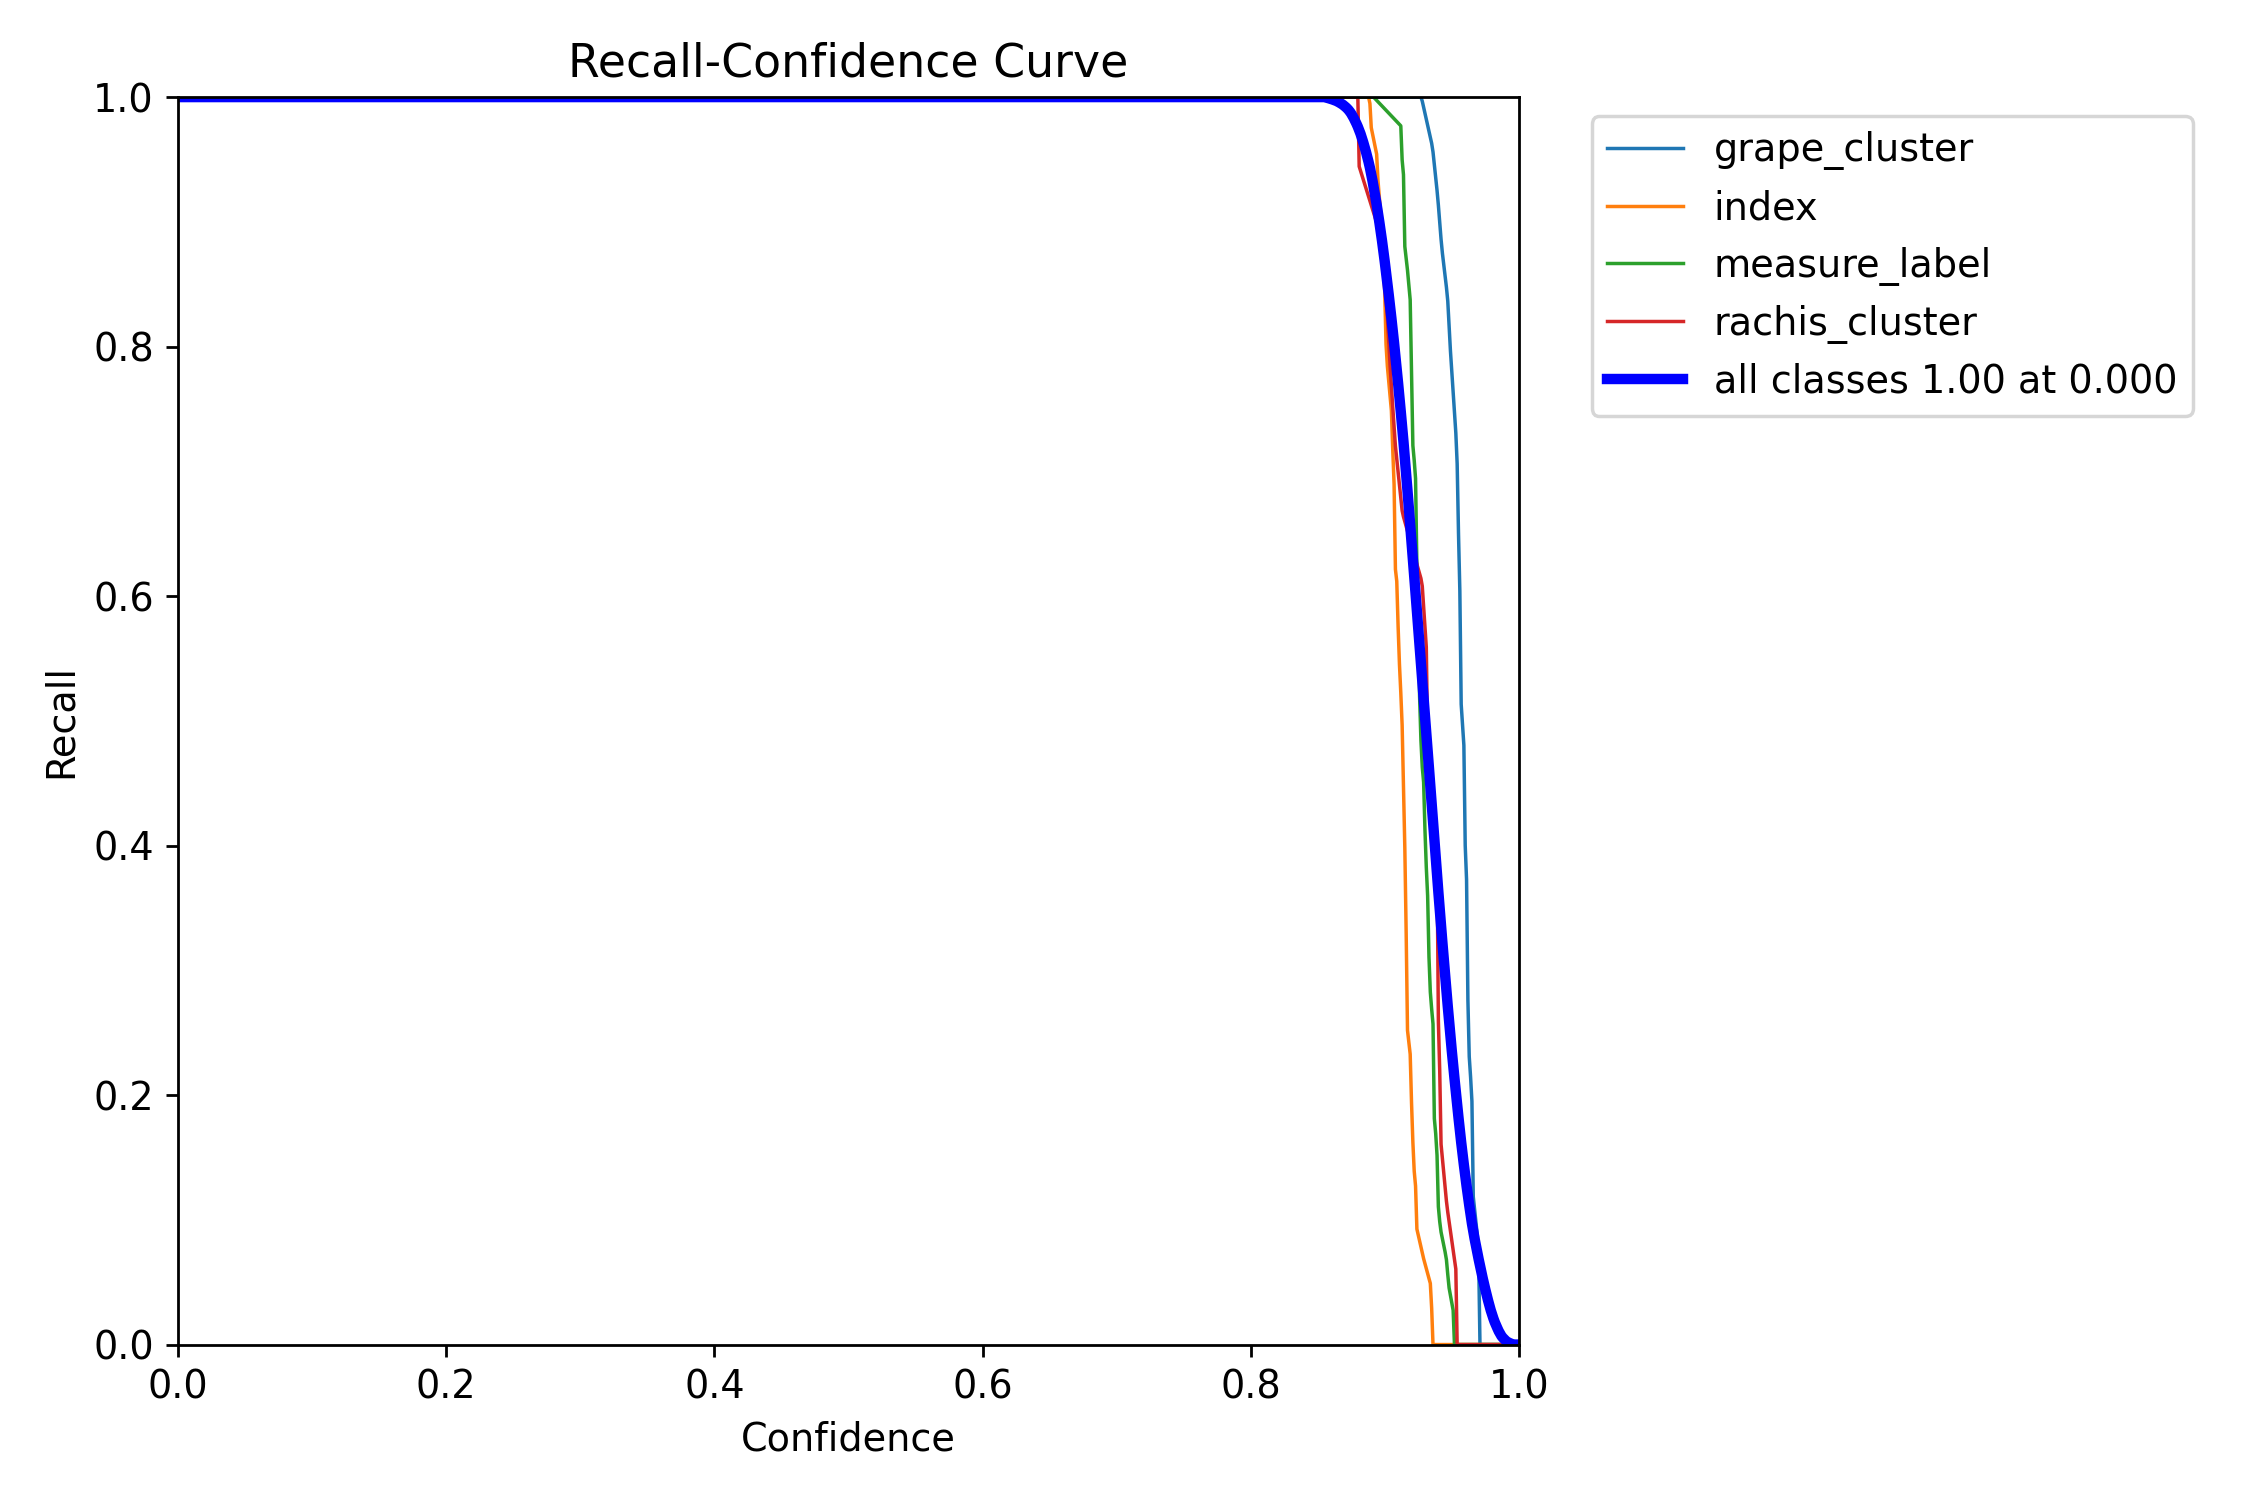 Recall-Confidence Curve
1.0
0.8
0.6
0.4
0.2
0.0
Recall
0.0 0.2 0.4 0.6 0.8 1.0
Confidence
grape_cluster
index
measure_label
rachis_cluster
all classes 1.00 at 0.000